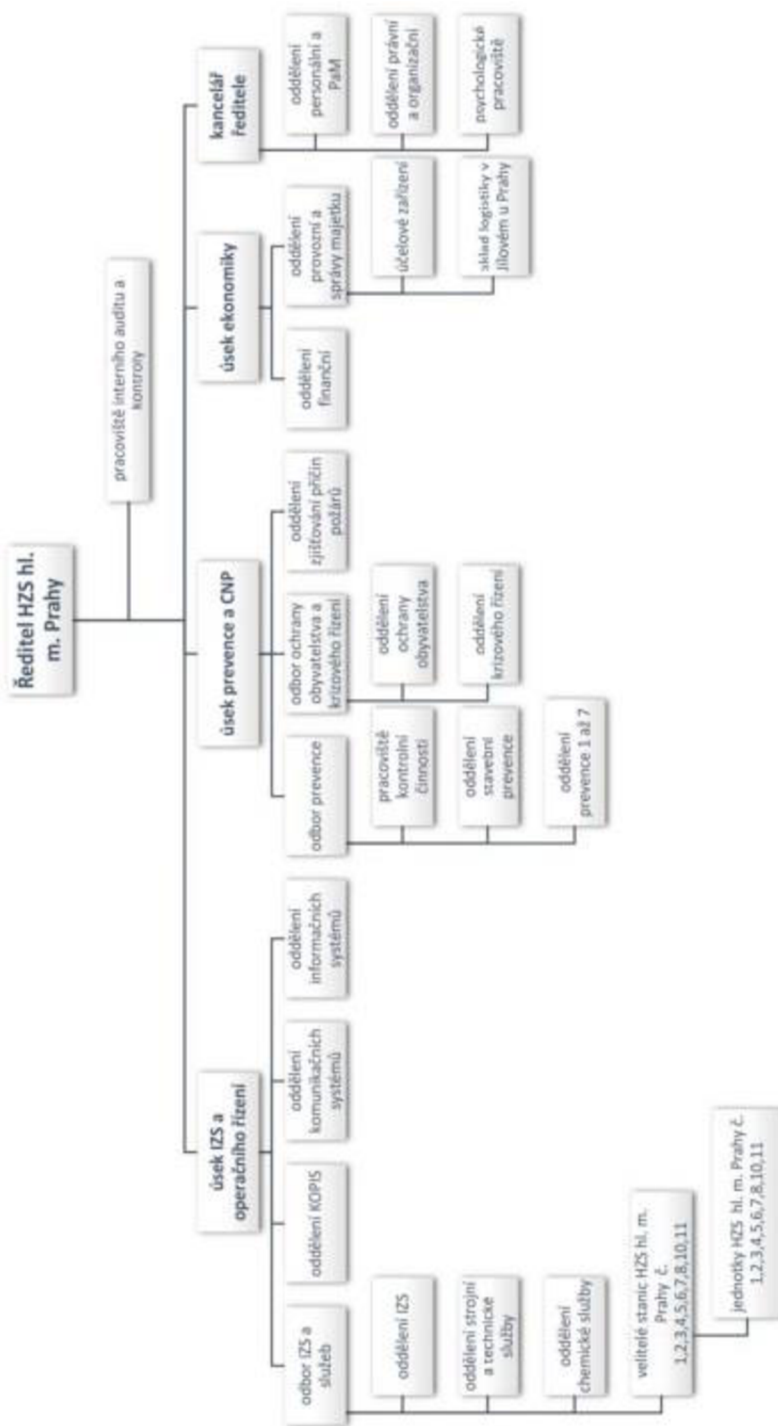 Ředitel HZS hl.
m. Prahy
pracoviště interního auditu a
kontroly
úsek IZS a
operačního řízení
odbor IZS a
služeb
oddělení IZS
oddělení strojní
a technické
služby
oddělení
chemické služby
velitelé stanic HZS hl. m.
Prahy č.
1,2,3,4,5,6,7,8,10,11
jednotky HZS hl. m. Prahy č.
1,2,3,4,5,6,7,8,10,11
oddělení KOPIS
oddělení
komunikačních
systémů
oddělení
informačních
systémů
úsek prevence a CNP
odbor prevence
pracoviště
kontrolní
činnosti
oddělení
stavební
prevence
oddělení
prevence 1 až 7
odbor ochrany
obyvatelstva a
krizového řízení
oddělení
ochrany
obyvatelstva
oddělení
krizového řízení
oddělení
zjišťování příčin
požárů
úsek ekonomiky
oddělení
finanční
oddělení
provozní a
správy majetku
účelové zařízení
sklad logistiky v
Jílovém u Prahy
kancelář
ředitele
oddělení
personální a
PaM
oddělení právní
a organizační
psychologické
pracoviště